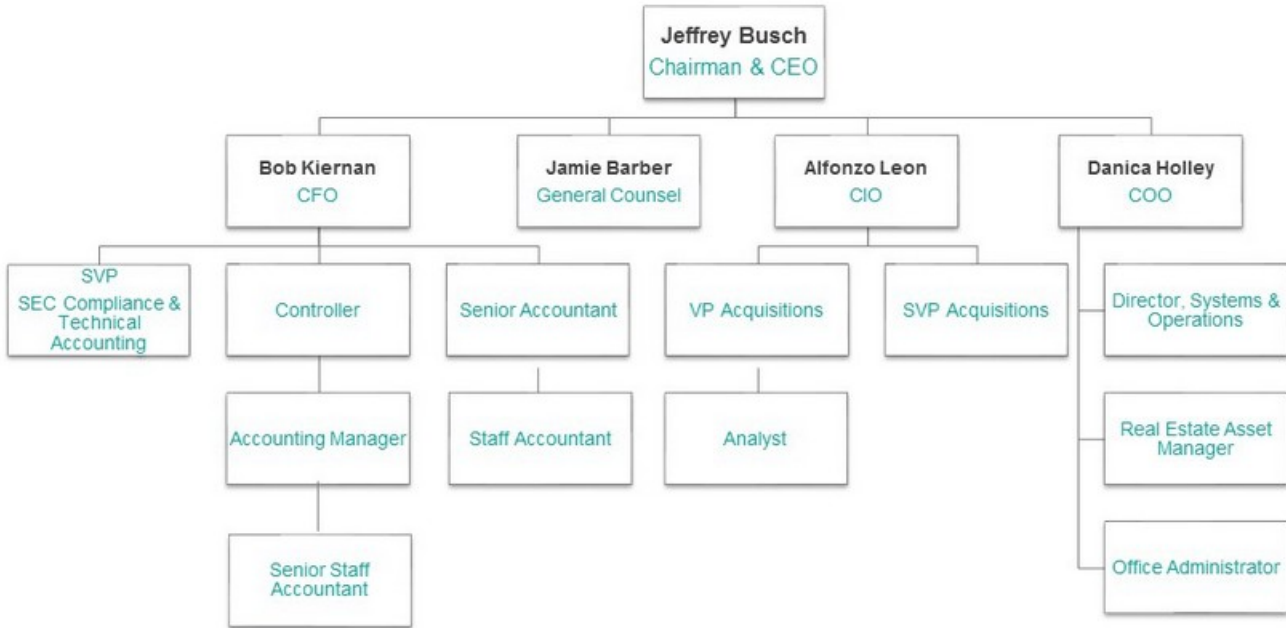 Jeffrey Busch
Chairman & CEO
Bob Kiernan
CFO
Jamie Barber
General Counsel
Alfonzo Leon
CIO
Danica Holley
COO
SVP
SEC Compliance &
Technical
Accounting
Controller
Senior Accountant
VP Acquisitions
SVP Acquisitions
Director, Systems &
Operations
Accounting Manager
Staff Accountant
Analyst
Real Estate Asset
Manager
Senior Staff
Accountant
Office Administrator